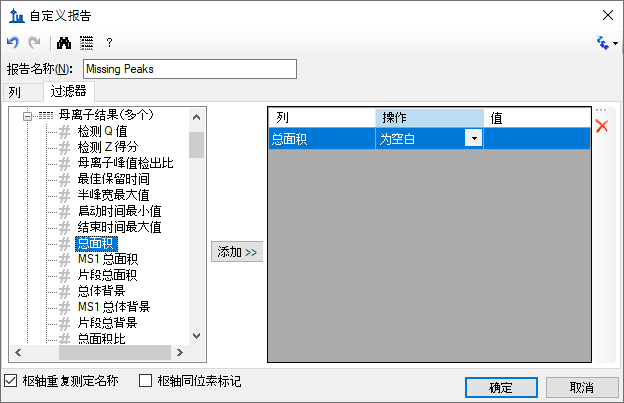 自定义报告
?
报告名称(N): Missing Peaks
列 过滤器
母离子结果(多个)
检测 Q 值
检测 Z 得分
母离子峰值检出比
最佳保留时间
半峰宽最大值
启动时间最小值
结束时间最大值
总面积
MS1 总面积
片段总面积
总体背景
MS1 总体背景
片段总背景
总面积比
添加 >>
列 操作 值
总面积 为空白
枢轴重复测定名称 枢轴同位素标记
确定 取消